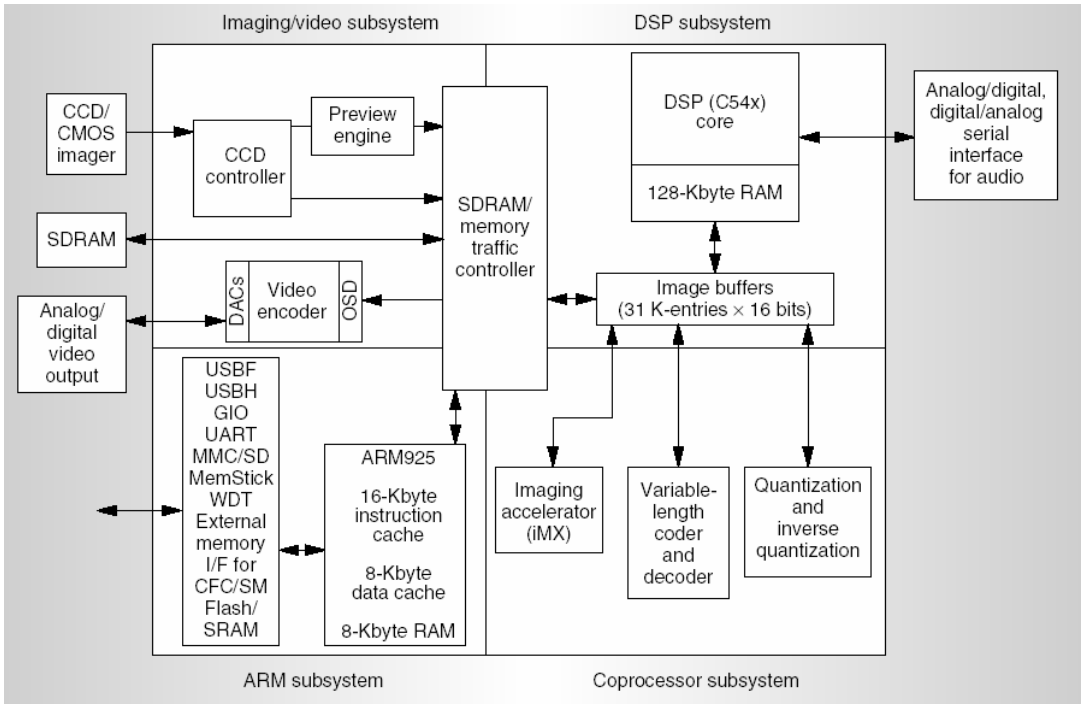 Imaging/video subsystem
DSP subsystem
CCD/
CMOS
imager
CCD
controller
Preview
engine
SDRAM
Analog/
digital
video
output
DACs
Video
encoder
OSD
SDRAM/
memory
traffic
controller
DSP (C54x)
core
128-Kbyte RAM
Analog/digital,
digital/analog
serial
interface
for audio
Image buffers
(31 K-entries × 16 bits)
USBF
USBH
GIO
UART
MMC/SD
MemStick
WDT
External
memory
I/F for
CFC/SM
Flash/
SRAM
ARM925
16-Kbyte
instruction
cache
8-Kbyte
data cache
8-Kbyte RAM
Imaging
accelerator
(iMX)
Variable-
length
coder
and
decoder
Quantization
and
inverse
quantization
ARM subsystem
Coprocessor subsystem